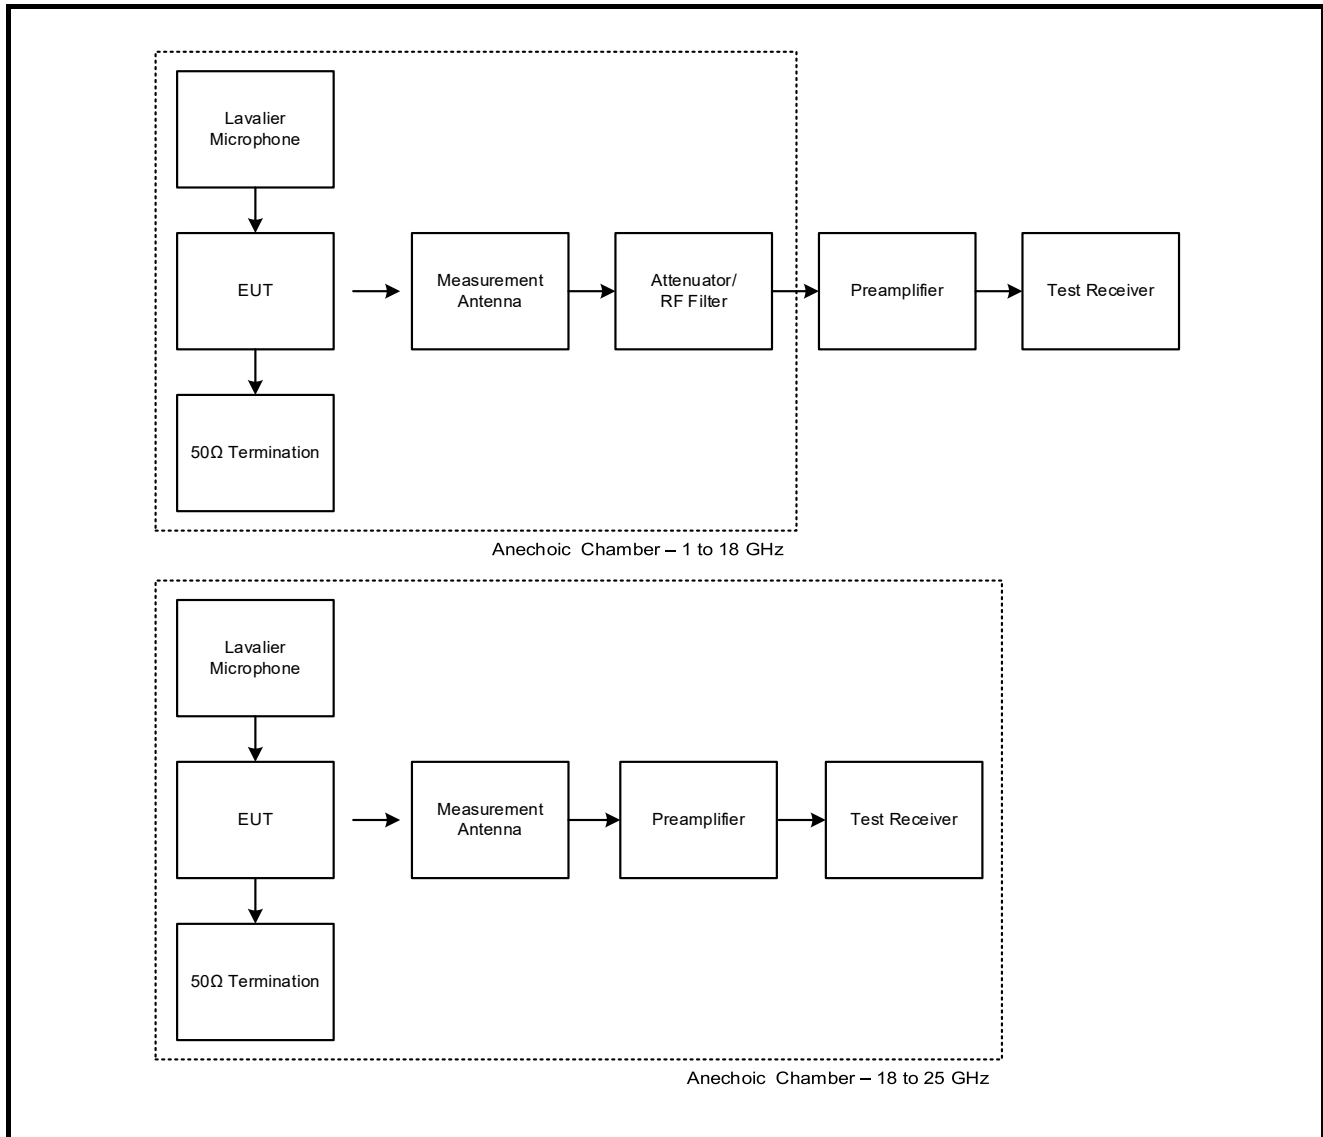 Lavalier
Microphone
EUT
Measurement
Antenna
Attenuator/
RF Filter
Preamplifier
Test Receiver
50Ω Termination
Anechoic Chamber – 1 to 18 GHz
Lavalier
Microphone
EUT
Measurement
Antenna
Preamplifier
Test Receiver
50Ω Termination
Anechoic Chamber – 18 to 25 GHz